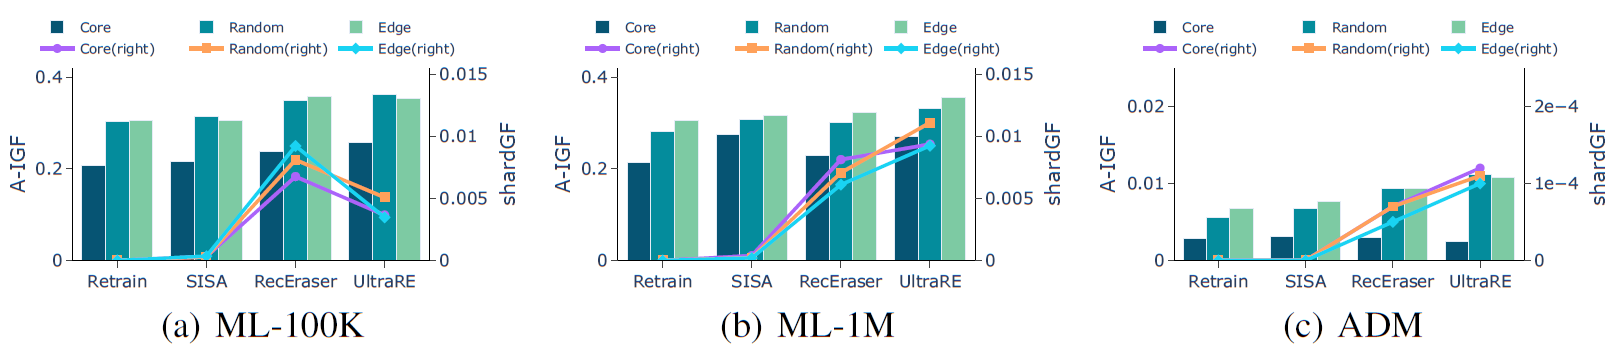 Core Random Edge
Core(right) Random(right) Edge(right)
0.4
0.2
0
A-IGF
0.015
0.01
0.005
0
shardGF
Retrain SISA RecEraser UltraRE
(a) ML-100K
Core Random Edge
Core(right) Random(right) Edge(right)
0.4
0.2
0
A-IGF
0.015
0.01
0.005
0
shardGF
Retrain SISA RecEraser UltraRE
(b) ML-1M
Core Random Edge
Core(right) Random(right) Edge(right)
0.02
0.01
0
A-IGF
2e−4
1e−4
0
shardGF
Retrain SISA RecEraser UltraRE
(c) ADM